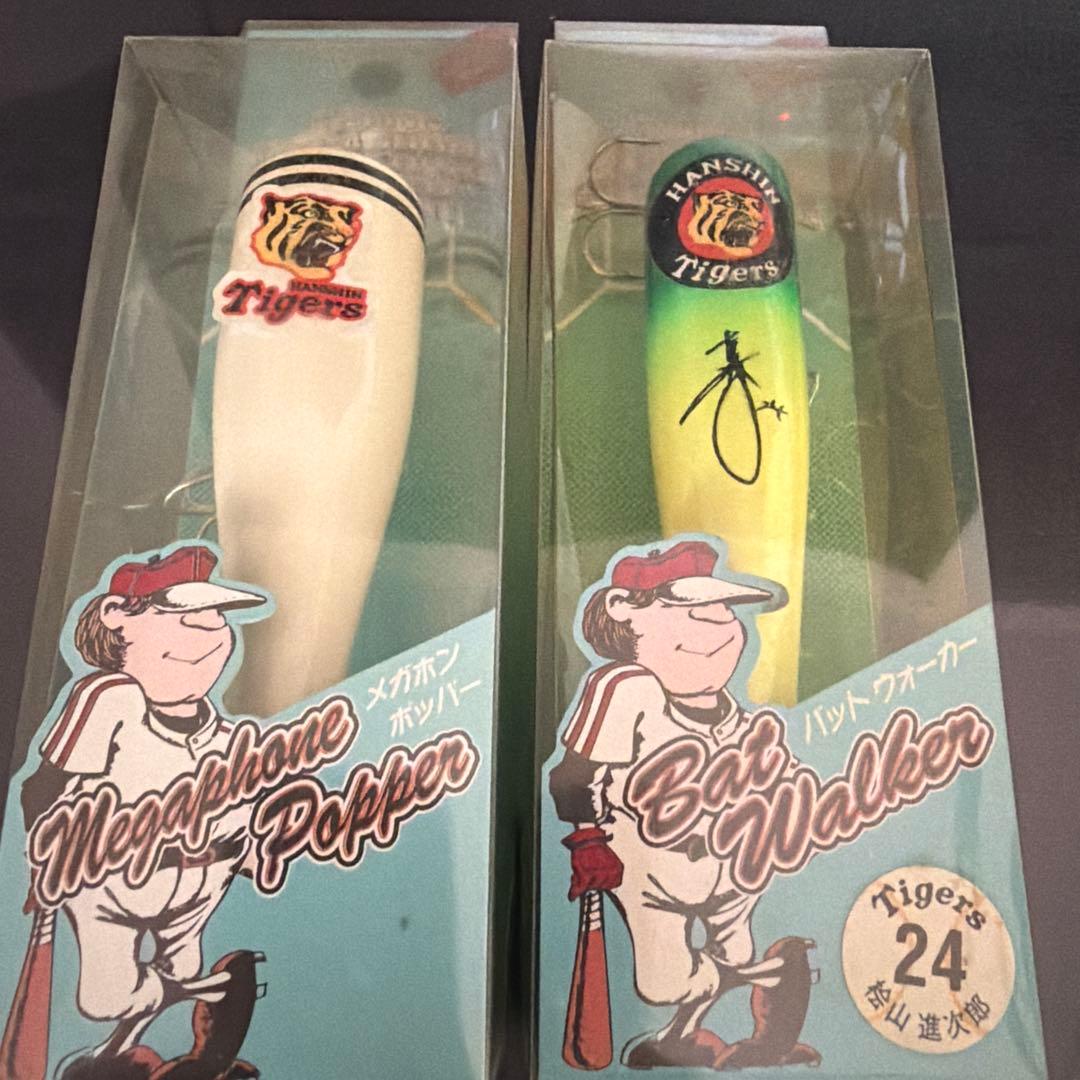 HANSHIN
Tigers
メガホン
ポッパー
Megaphone
Popper
HANSHIN
Tigers
バット ウォーカー
Bat
Walker
Tigers
24
桧山 進次郎